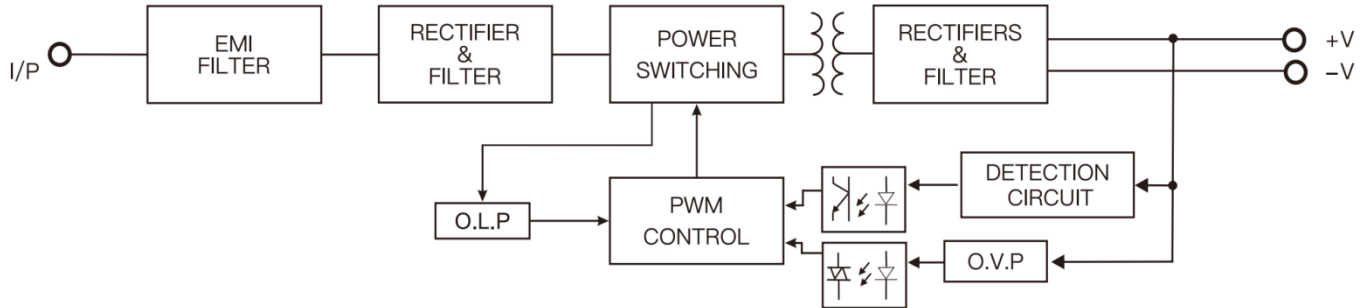 I/P
EMI
FILTER
RECTIFIER
&
FILTER
POWER
SWITCHING
RECTIFIERS
&
FILTER
+V
−V
O.L.P
PWM
CONTROL
DETECTION
CIRCUIT
O.V.P